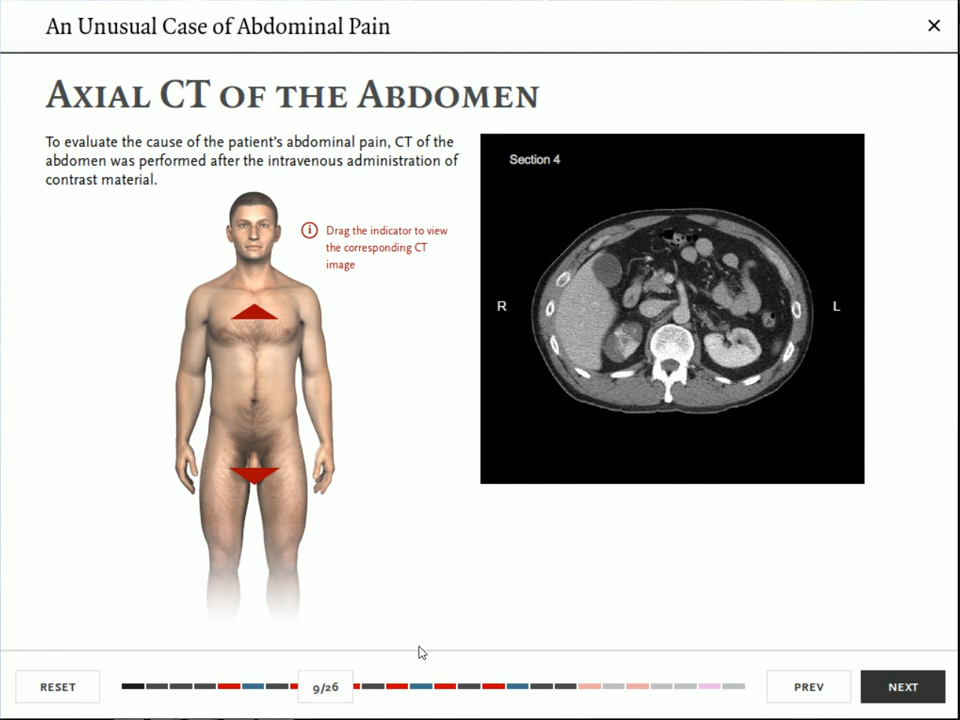 An Unusual Case of Abdominal Pain
Axial CT of the Abdomen
To evaluate the cause of the patient's abdominal pain, CT of the
abdomen was performed after the intravenous administration of
contrast material.
Drag the indicator to view
the corresponding CT
image
Section 4
R
L
RESET
9/26
PREV
NEXT